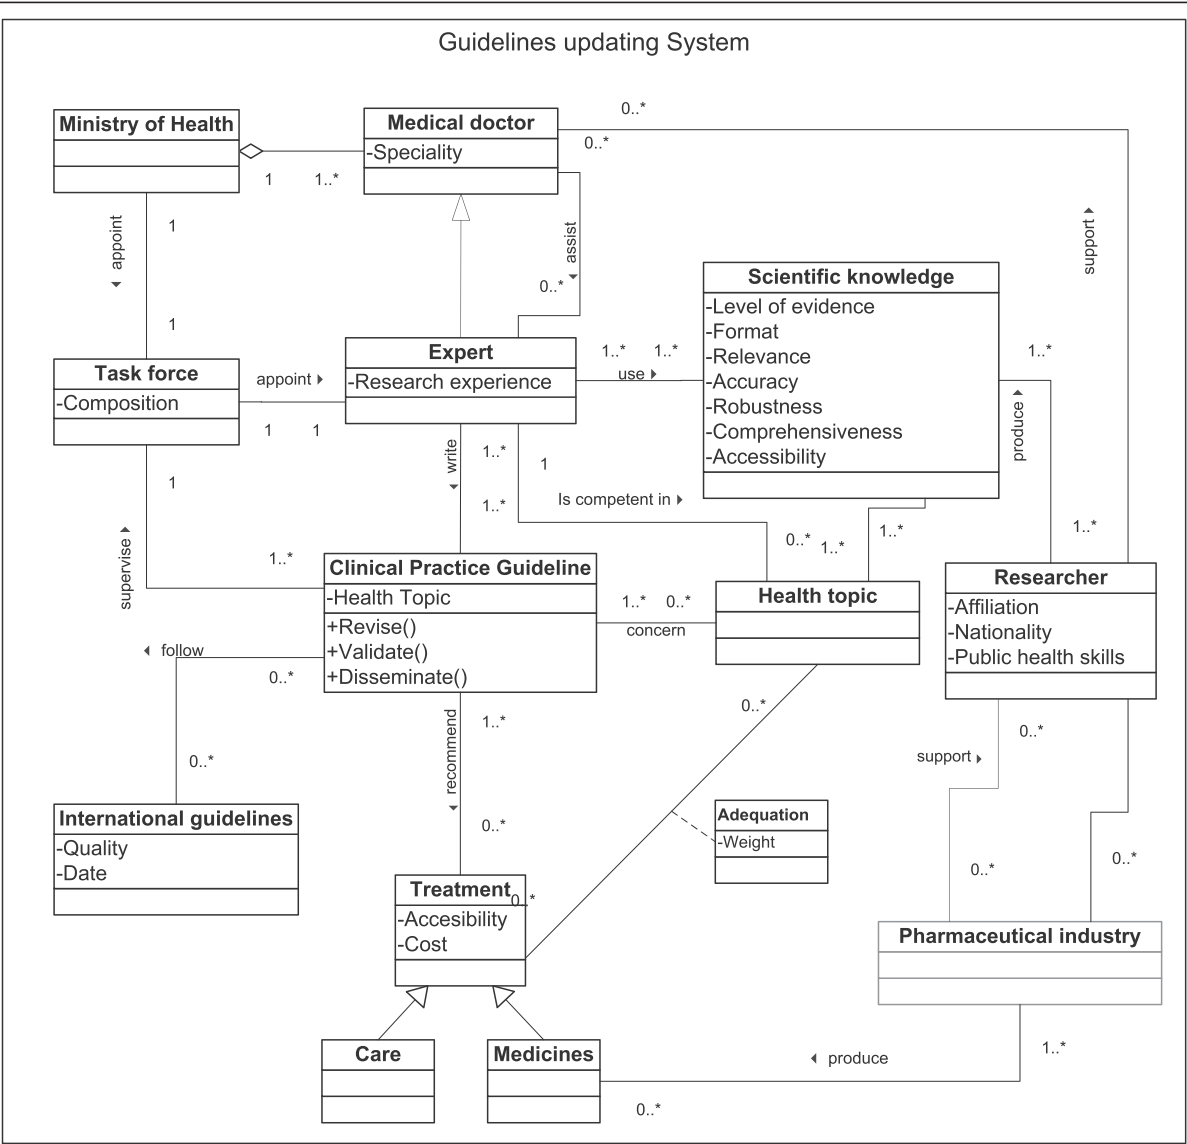 Guidelines updating System
0..*
Ministry of Health
Medical doctor
-Speciality
0..*
1
1..*
appoint
1
1
assist
0..*
support
Scientific knowledge
-Level of evidence
-Format
-Relevance
-Accuracy
-Robustness
-Comprehensiveness
-Accessibility
Task force
-Composition
appoint
1
1
Expert
-Research experience
1..*
1..*
use
1..*
produce
1..*
write
1..*
1..*
1
Is competent in
0..*
1..*
1..*
1
supervise
1..*
Clinical Practice Guideline
-Health Topic
+Revise()
+Validate()
+Disseminate()
1..*
0..*
concern
Health topic
Researcher
-Affiliation
-Nationality
-Public health skills
follow
0..*
0..*
recommend
1..*
0..*
0..*
0..*
support
0..*
0..*
International guidelines
-Quality
-Date
Adequation
-Weight
Treatment
0..*
-Accesibility
-Cost
Pharmaceutical industry
Care
Medicines
1..*
produce
0..*